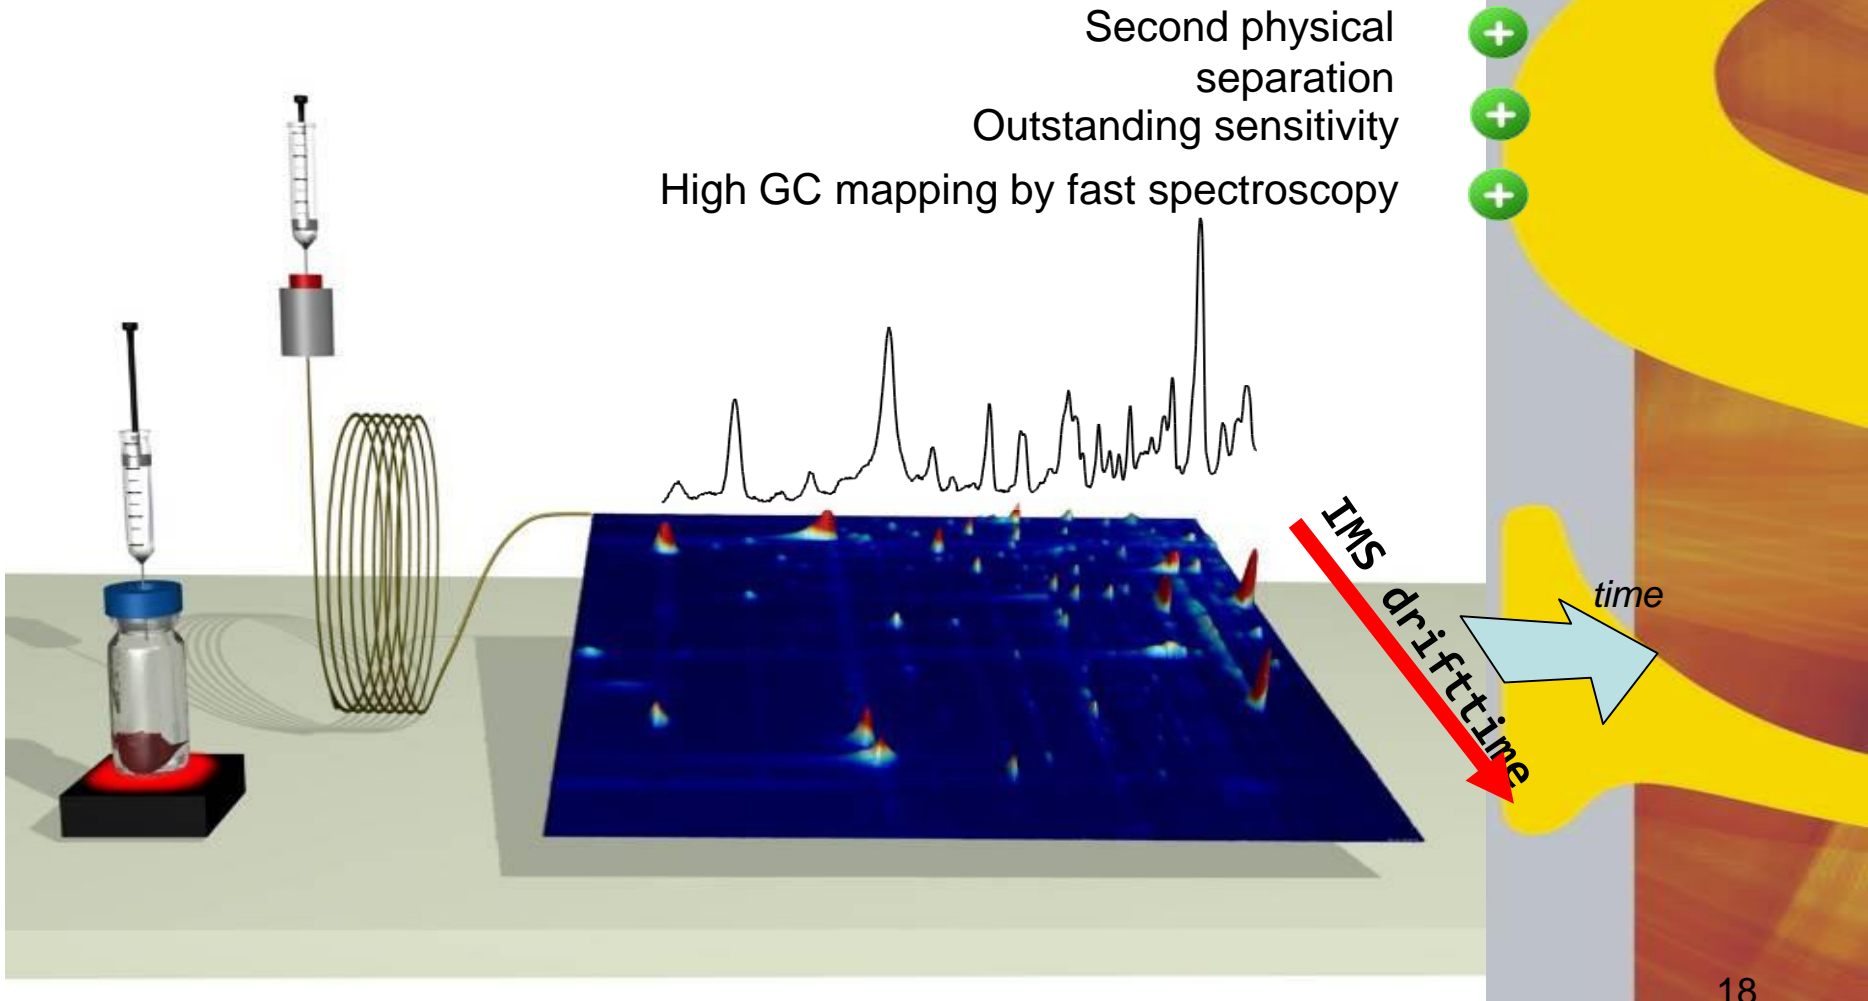 Second physical
separation
Outstanding sensitivity
High GC mapping by fast spectroscopy
IMS drifttime
time
18